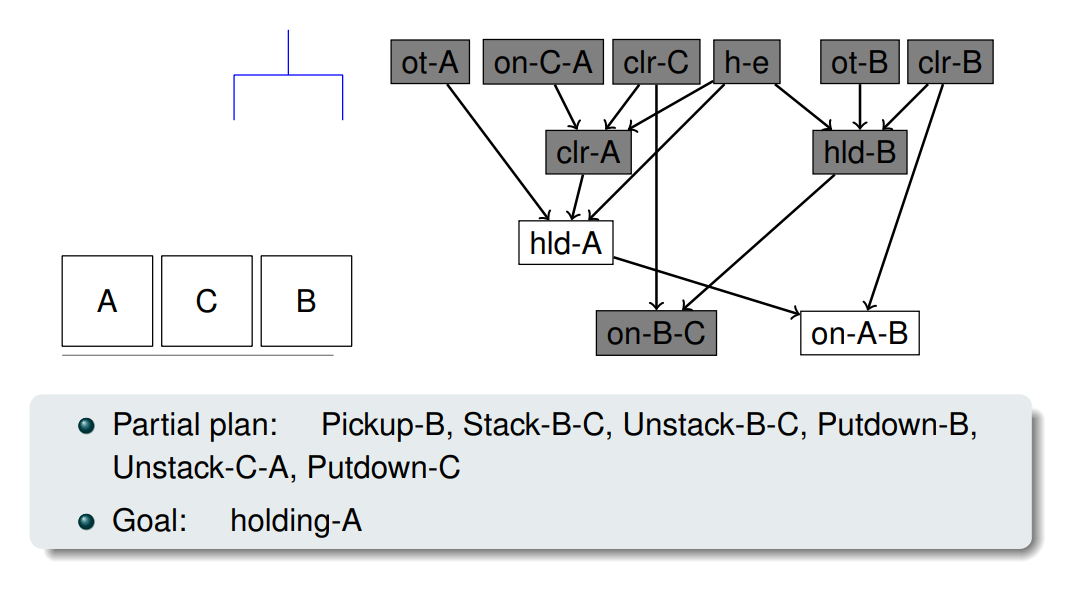 ot-A on-C-A clr-C h-e ot-B clr-B
clr-A hld-B
hld-A
A C B
on-B-C on-A-B
Partial plan: Pickup-B, Stack-B-C, Unstack-B-C, Putdown-B,
Unstack-C-A, Putdown-C
Goal: holding-A